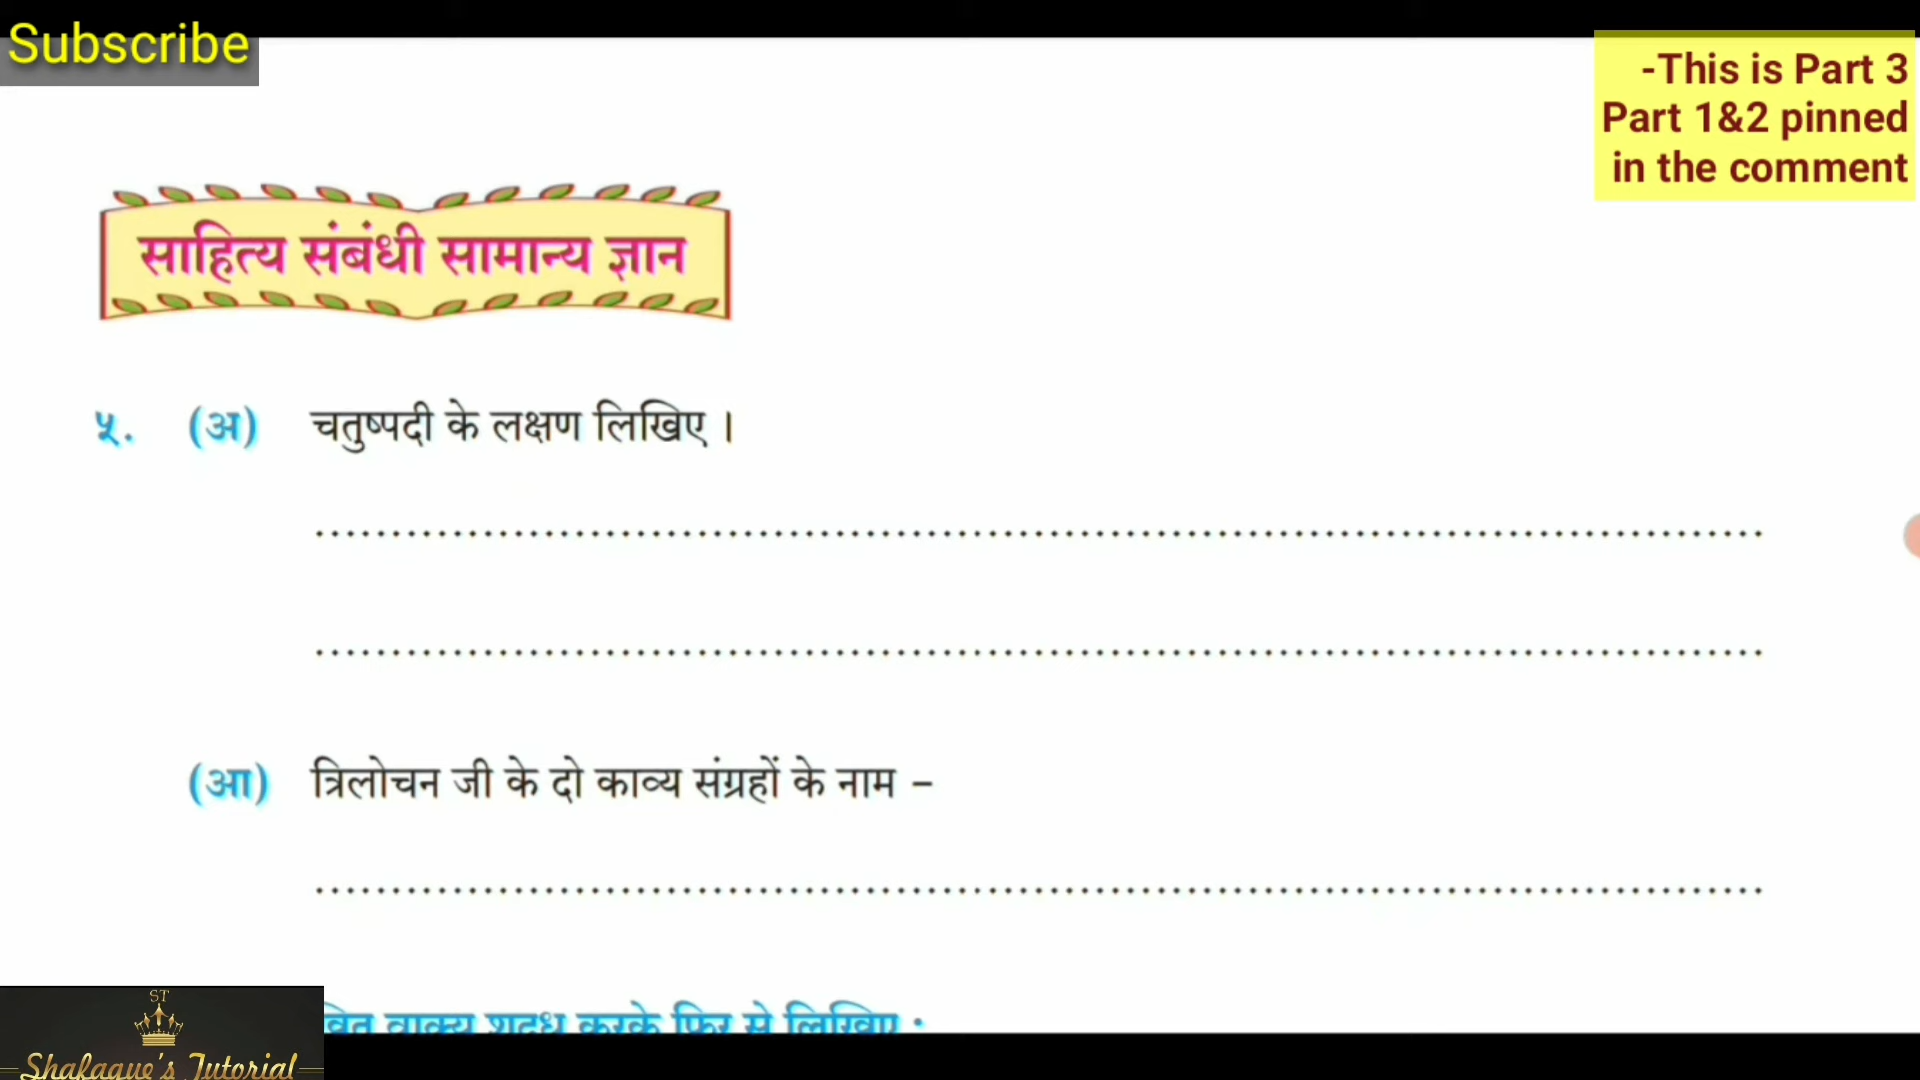 Subscribe
-This is Part 3
Part 1&2 pinned
in the comment
साहित्य संबंधी सामान्य ज्ञान
५. (अ) चतुष्पदी के लक्षण लिखिए ।
(आ) त्रिलोचन जी के दो काव्य संग्रहों के नाम –
वाक्य शुद्ध करके फिर से लिखिए :
ST
Shafaque's Tutorial